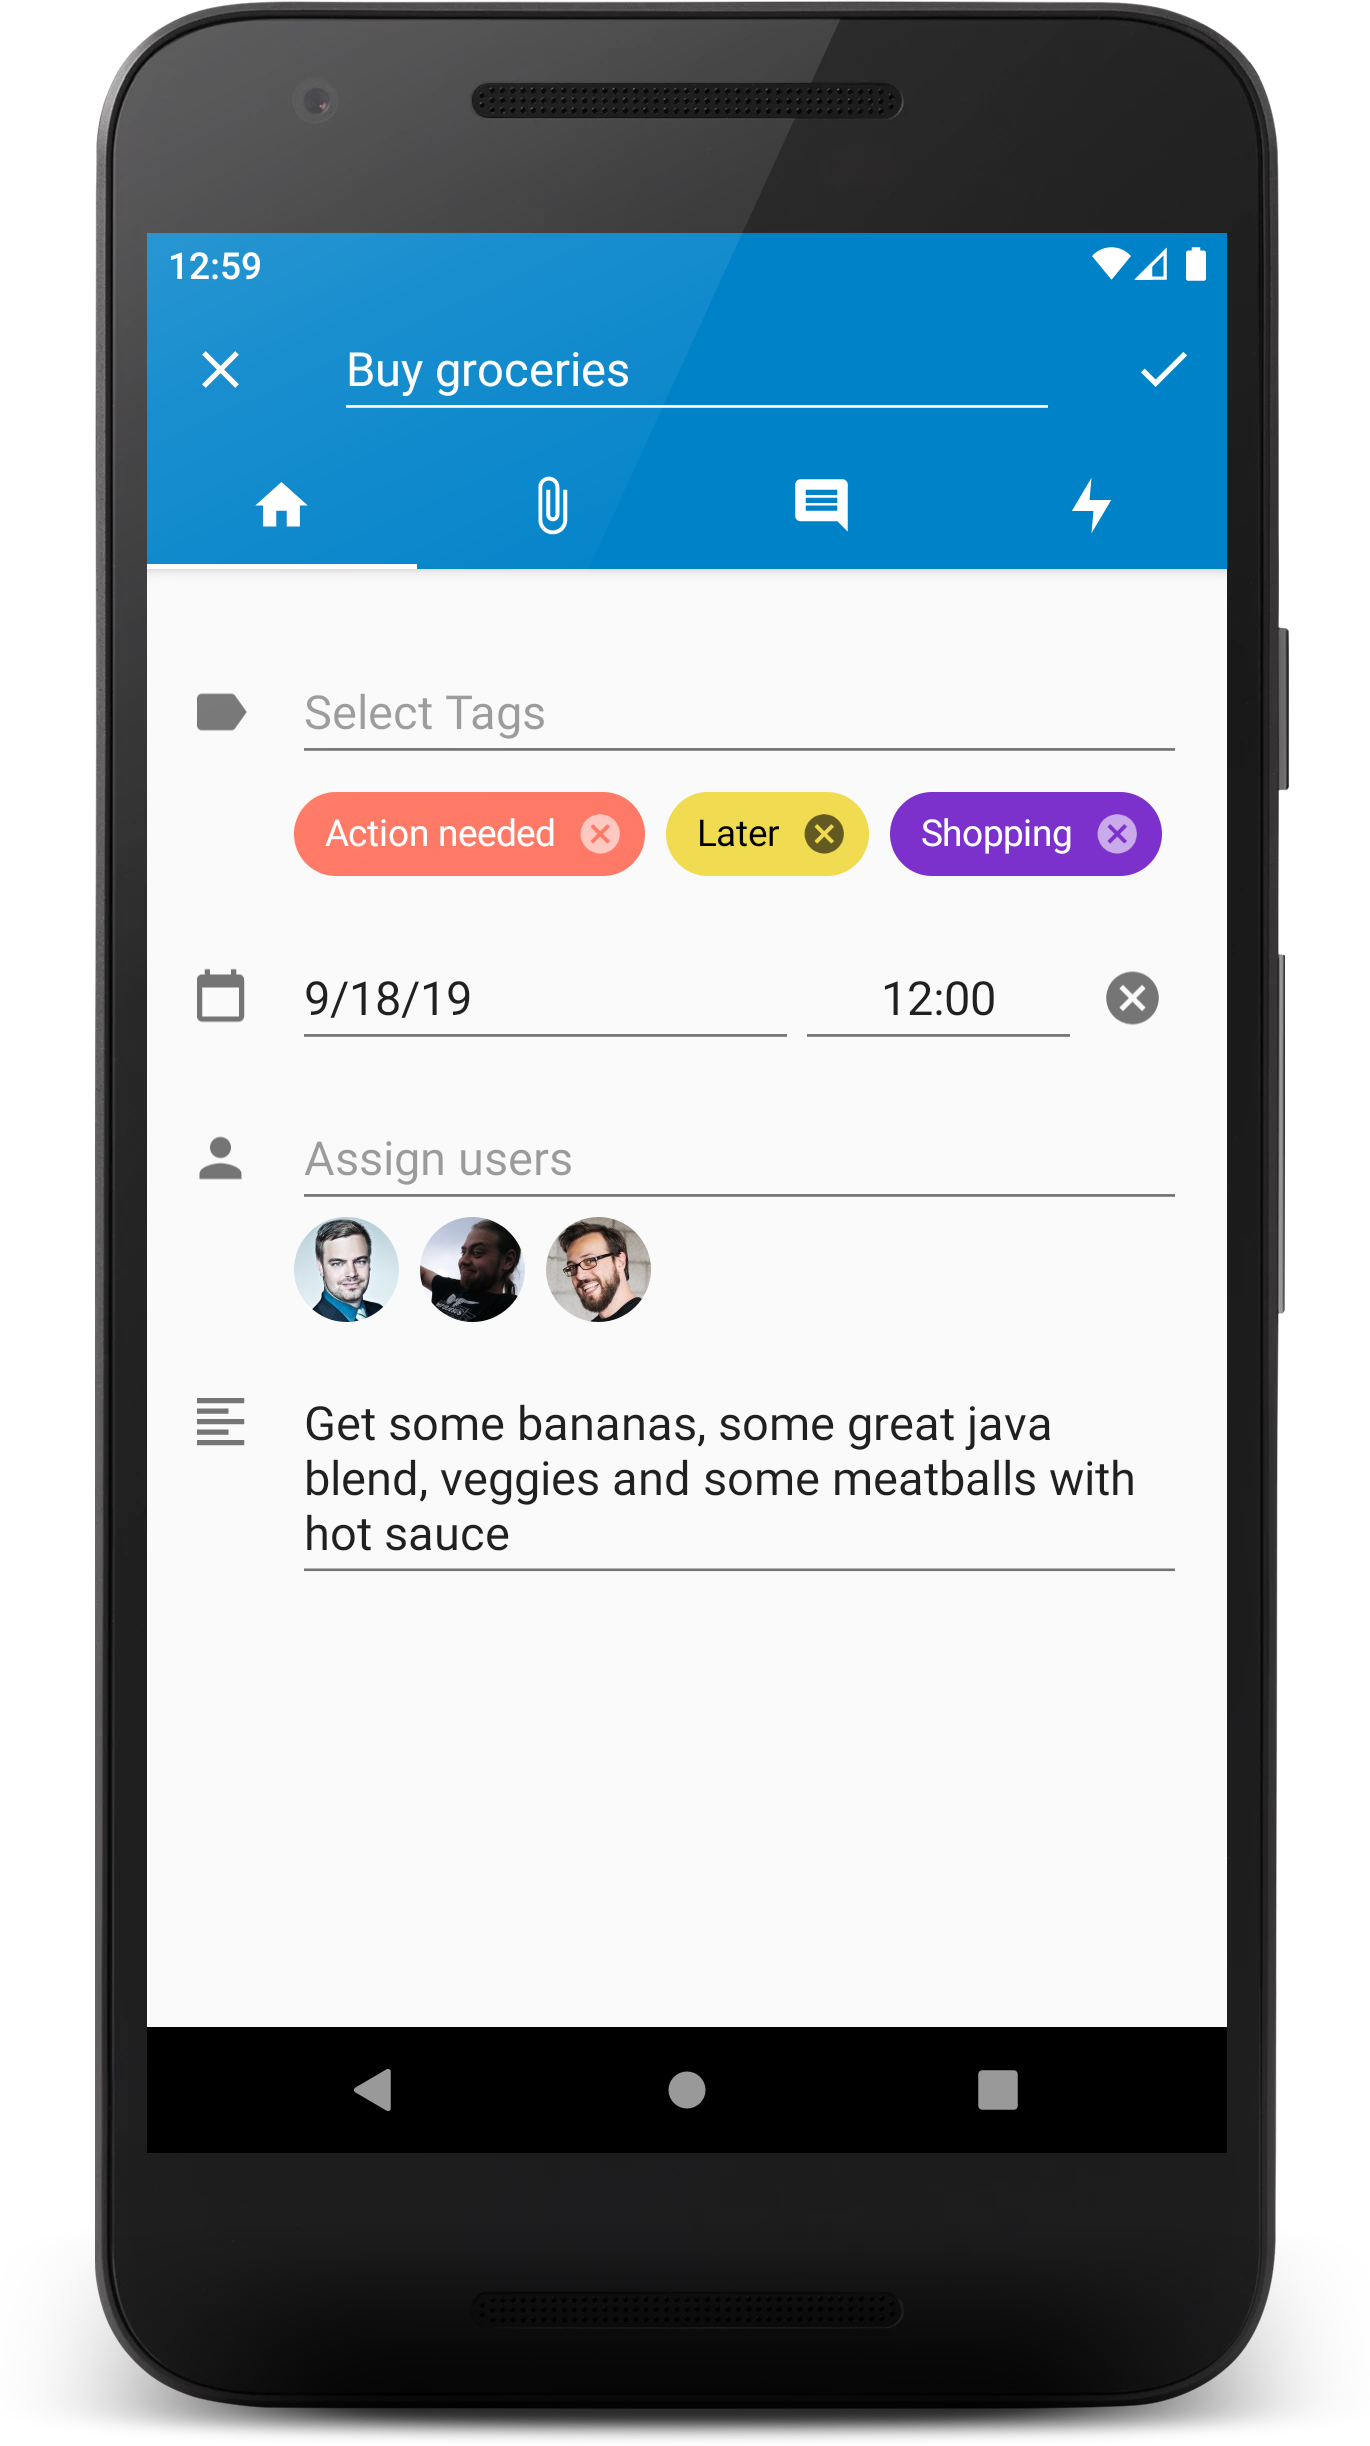 12:59
Buy groceries
Select Tags
Action needed Later Shopping
9/18/19 12:00
Assign users
Get some bananas, some great java
blend, veggies and some meatballs with
hot sauce